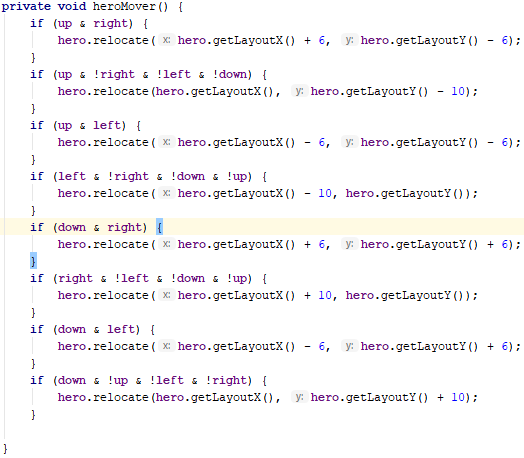 private void heroMover() {
    if (up & right) {
        hero.relocate( x: hero.getLayoutX() + 6, y: hero.getLayoutY() - 6);
    }
    if (up & !right & !left & !down) {
        hero.relocate(hero.getLayoutX(), y: hero.getLayoutY() - 10);
    }
    if (up & left) {
        hero.relocate( x: hero.getLayoutX() - 6, y: hero.getLayoutY() - 6);
    }
    if (left & !right & !down & !up) {
        hero.relocate( x: hero.getLayoutX() - 10, hero.getLayoutY());
    }
    if (down & right) {
        hero.relocate( x: hero.getLayoutX() + 6, y: hero.getLayoutY() + 6);
    }
    if (right & !left & !down & !up) {
        hero.relocate( x: hero.getLayoutX() + 10, hero.getLayoutY());
    }
    if (down & left) {
        hero.relocate( x: hero.getLayoutX() - 6, y: hero.getLayoutY() + 6);
    }
    if (down & !up & !left & !right) {
        hero.relocate(hero.getLayoutX(), y: hero.getLayoutY() + 10);
    }
}